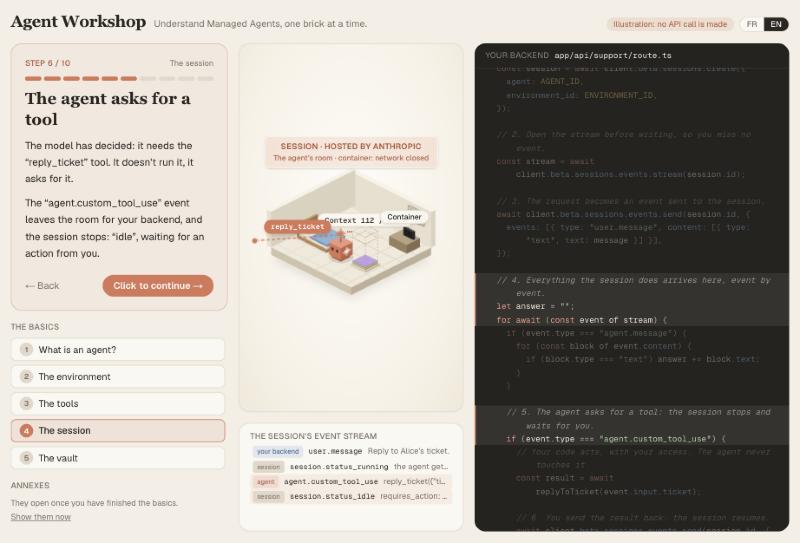 Agent Workshop
Understand Managed Agents, one brick at a time.
Illustration: no API call is made
FR
EN
STEP 6 / 10
The session
The agent asks for a
tool
The model has decided: it needs the
“reply_ticket” tool. It doesn't run it, it
asks for it.
The “agent.custom_tool_use” event
leaves the room for your backend, and
the session stops: “idle”, waiting for an
action from you.
← Back
Click to continue →
THE BASICS
1 What is an agent?
2 The environment
3 The tools
4 The session
5 The vault
ANNEXES
They open once you have finished the basics.
Show them now
SESSION · HOSTED BY ANTHROPIC
The agent's room · container: network closed
Context 112 /
Container
reply_ticket
THE SESSION'S EVENT STREAM
your backend user.message Reply to Alice's ticket.
session session.status_running the agent get…
agent agent.custom_tool_use reply_ticket({"ti…
session session.status_idle requires_action: …
YOUR BACKEND app/api/support/route.ts
const session = await client.beta.sessions.create({
agent: AGENT_ID,
environment_id: ENVIRONMENT_ID,
});
// 2. Open the stream before writing, so you miss no
event.
const stream = await
client.beta.sessions.events.stream(session.id);
// 3. The request becomes an event sent to the session.
await client.beta.sessions.events.send(session.id, {
events: [{ type: "user.message", content: [{ type:
"text", text: message }] }],
});
// 4. Everything the session does arrives here, event by
event.
let answer = "";
for await (const event of stream) {
if (event.type === "agent.message") {
for (const block of event.content) {
if (block.type === "text") answer += block.text;
}
}
// 5. The agent asks for a tool: the session stops and
waits for you.
if (event.type === "agent.custom_tool_use") {
// Your code acts, with your access. The agent never
touches it
const result = await
replyToTicket(event.input.ticket);
// 6 You send the result back: the session resumes.
await client.beta.sessions.events.send(session.id, {